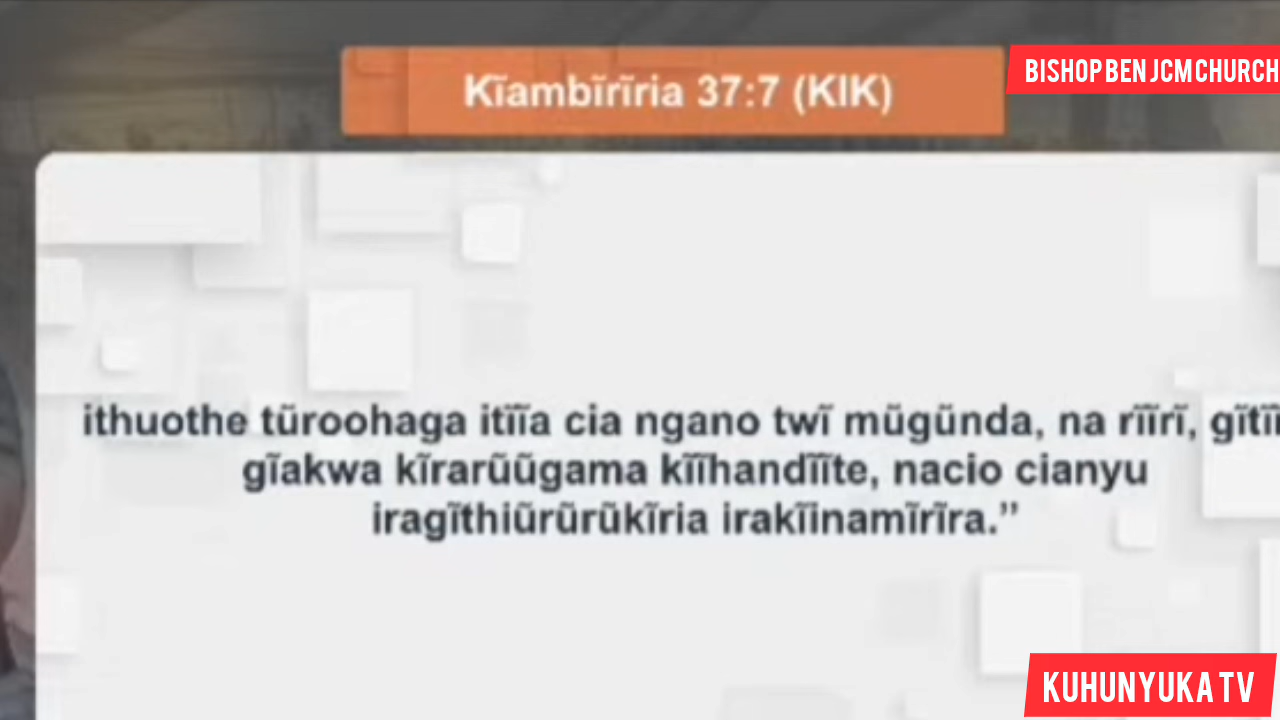 Kĩambĩrĩria 37:7 (KIK)
BISHOP BEN JCM CHURCH
ithuothe tũroohaga itĩĩa cia ngano twĩ mũgũnda, na rĩĩrĩ,
gĩakwa kĩrarũũgama kĩĩhandĩĩte, nacio cianyu
iragĩthiũrũrũkĩria irakĩinamĩrĩra.”
KUHUNYUKA TV